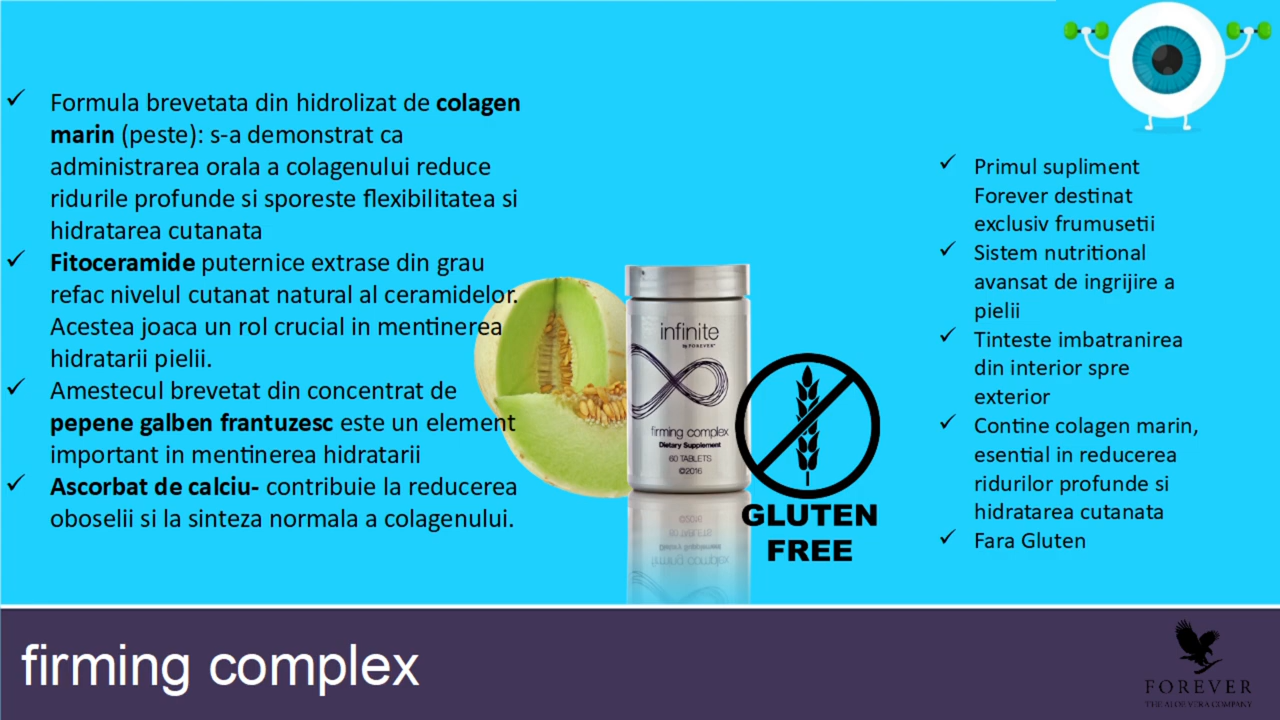 Formula brevetata din hidrolizat de colagen
marin (peste): s-a demonstrat ca
administrarea orala a colagenului reduce
ridurile profunde si sporeste flexibilitatea si
hidratarea cutanata
Fitoceramide puternice extrase din grau
refac nivelul cutanat natural al ceramidelor.
Acestea joaca un rol crucial in mentinerea
hidratarii pielii.
Amestecul brevetat din concentrat de
pepene galben frantuzesc este un element
important in mentinerea hidratarii
Ascorbat de calciu- contribuie la reducerea
oboselii si la sinteza normala a colagenului.
infinite
by FOREVER
firming complex
Dietary Supplement
60 TABLETS
©2016
GLUTEN
FREE
Primul supliment
Forever destinat
exclusiv frumusetii
Sistem nutritional
avansat de ingrijire a
pielii
Tinteste imbatranirea
din interior spre
exterior
Contine colagen marin,
esential in reducerea
ridurilor profunde si
hidratarea cutanata
Fara Gluten
firming complex
FOREVER
THE ALOE VERA COMPANY